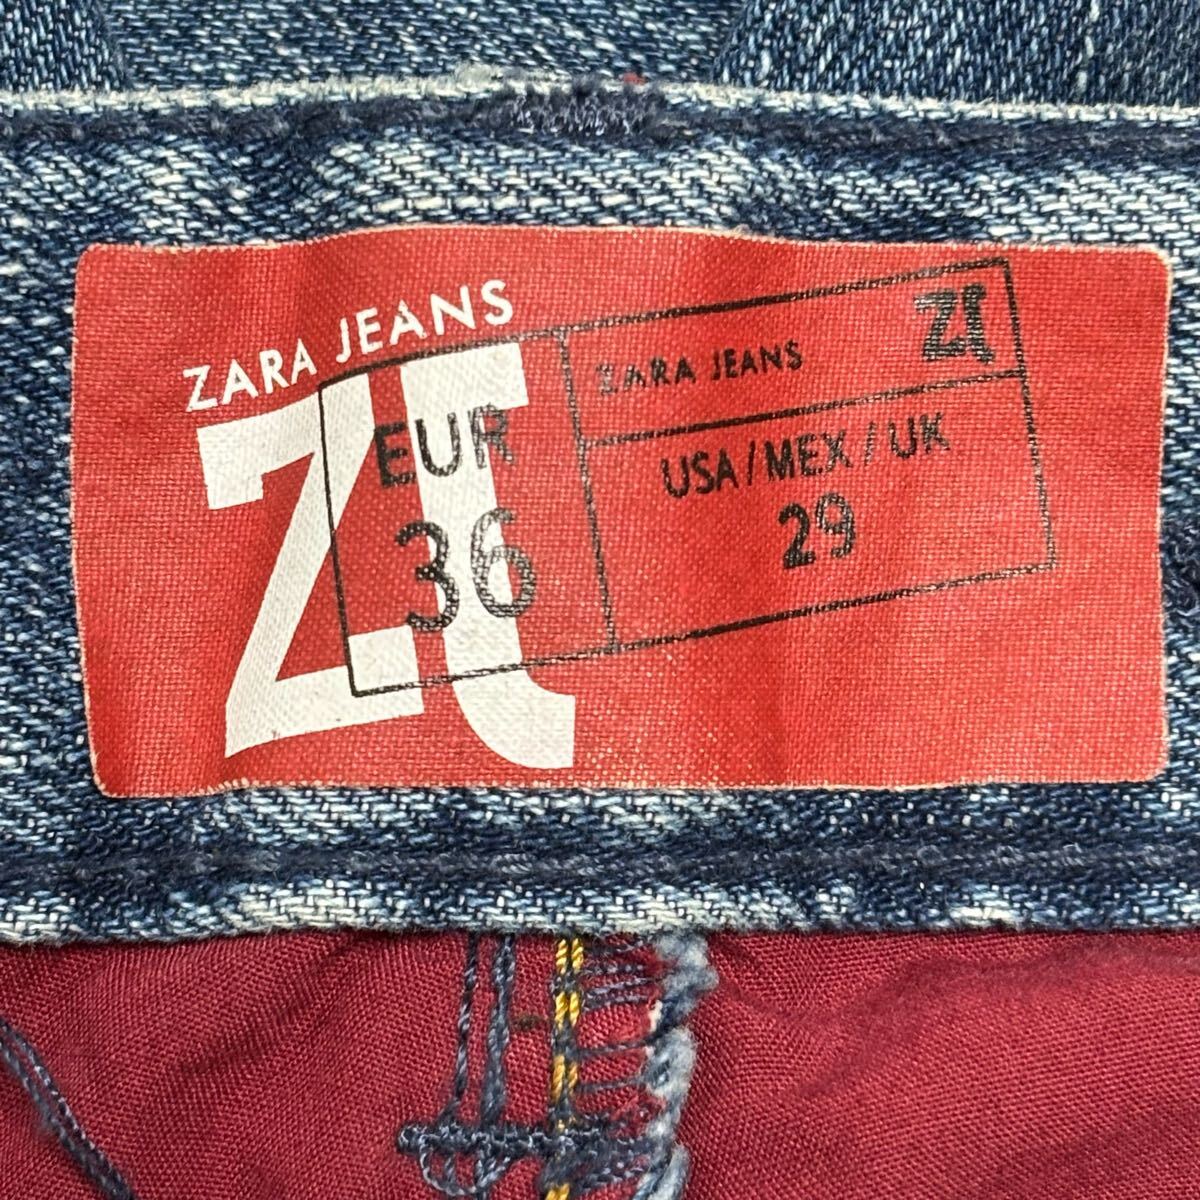 ZARA JEANS
ZJ
EUR
36
ZARA JEANS
ZJ
USA/MEX/UK
29